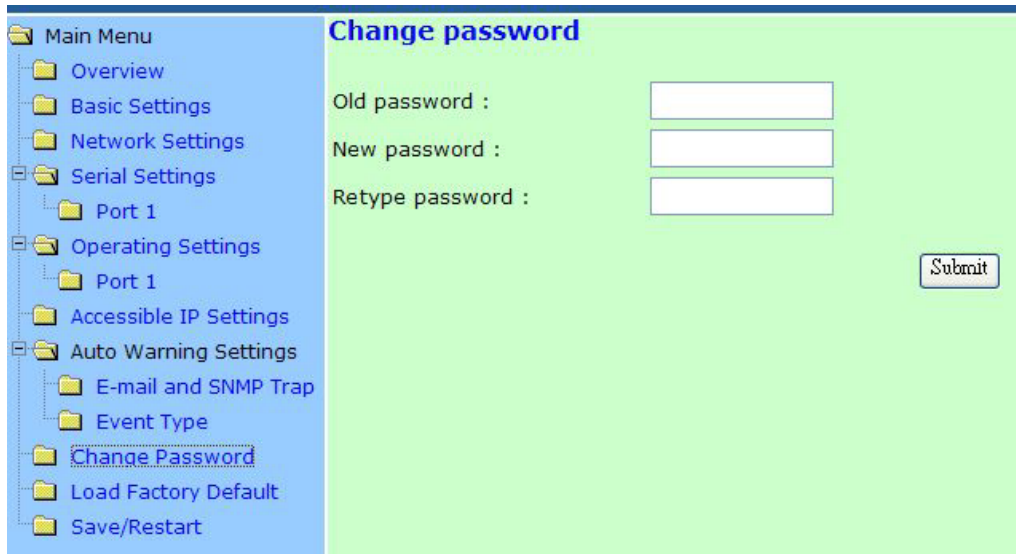 Main Menu
Overview
Basic Settings
Network Settings
Serial Settings
Port 1
Operating Settings
Port 1
Accessible IP Settings
Auto Warning Settings
E-mail and SNMP Trap
Event Type
Change Password
Load Factory Default
Save/Restart
Change password
Old password :
New password :
Retype password :
Submit